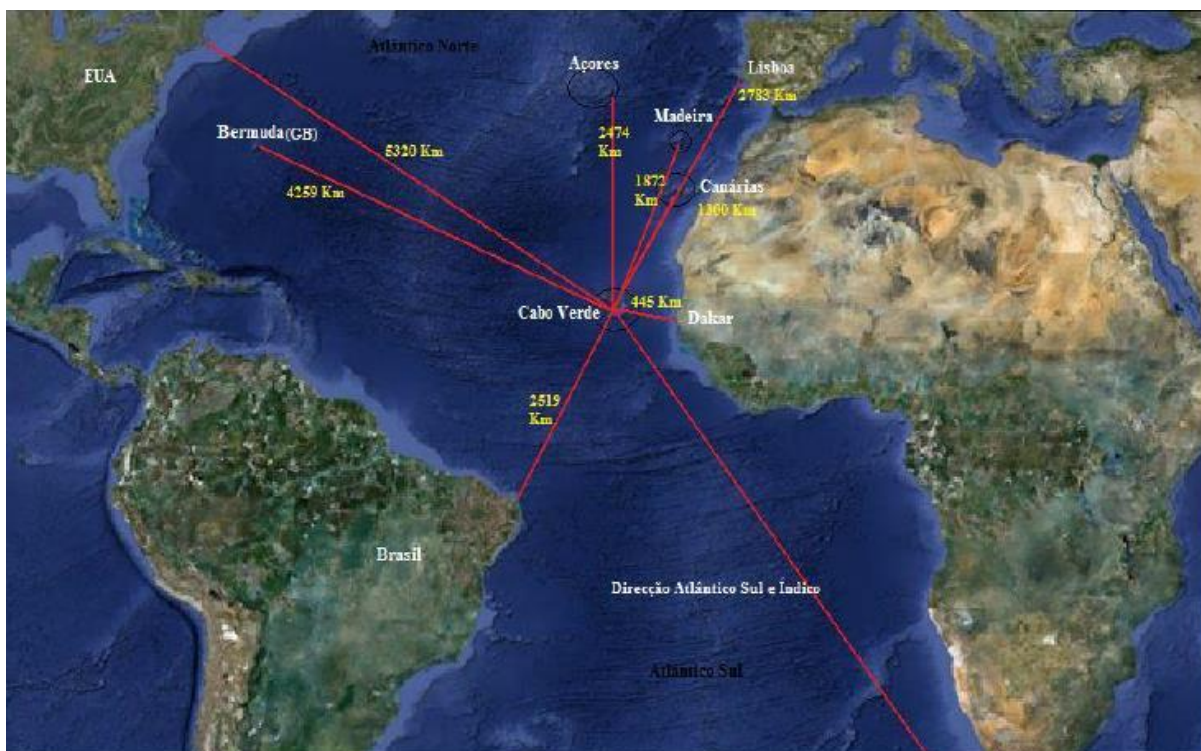 Atlântico Norte
Açores
Lisboa
EUA
2783 Km
Madeira
Bermuda(GB)
2474
Km
5320 Km
1872
Km
Canárias
4259 Km
1300 Km
445 Km
Cabo Verde
Dakar
2519
Km
Brasil
Direcção Atlântico Sul e Índico
Atlântico Sul